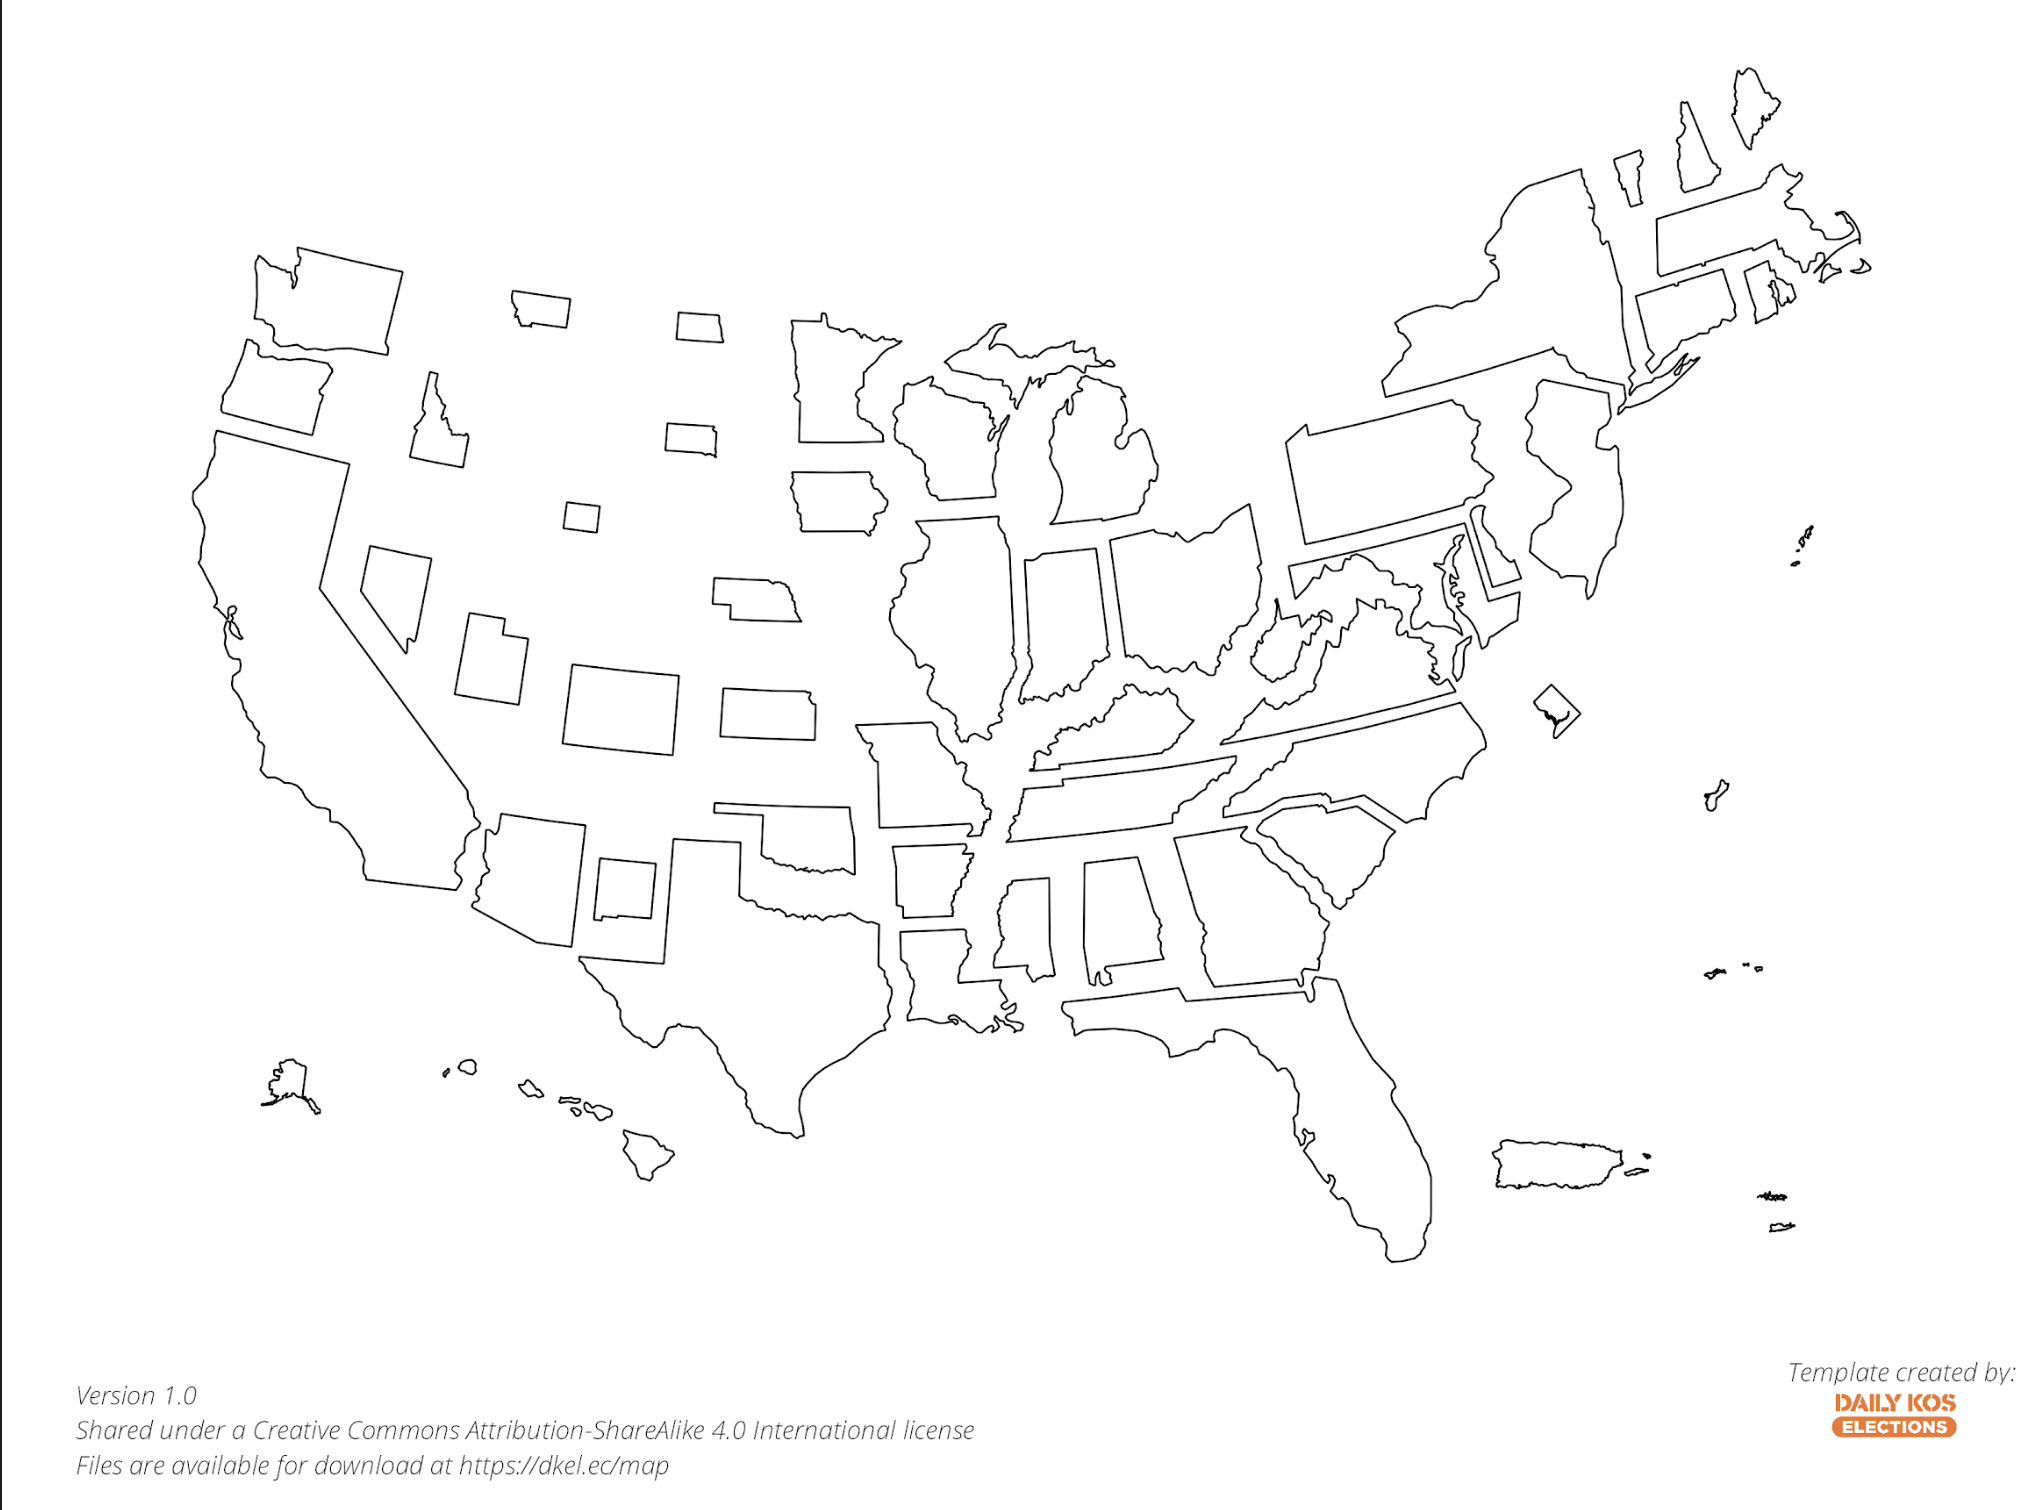 Template created by:
DAILY KOS
ELECTIONS
Version 1.0
Shared under a Creative Commons Attribution-ShareAlike 4.0 International license
Files are available for download at https://dkel.ec/map